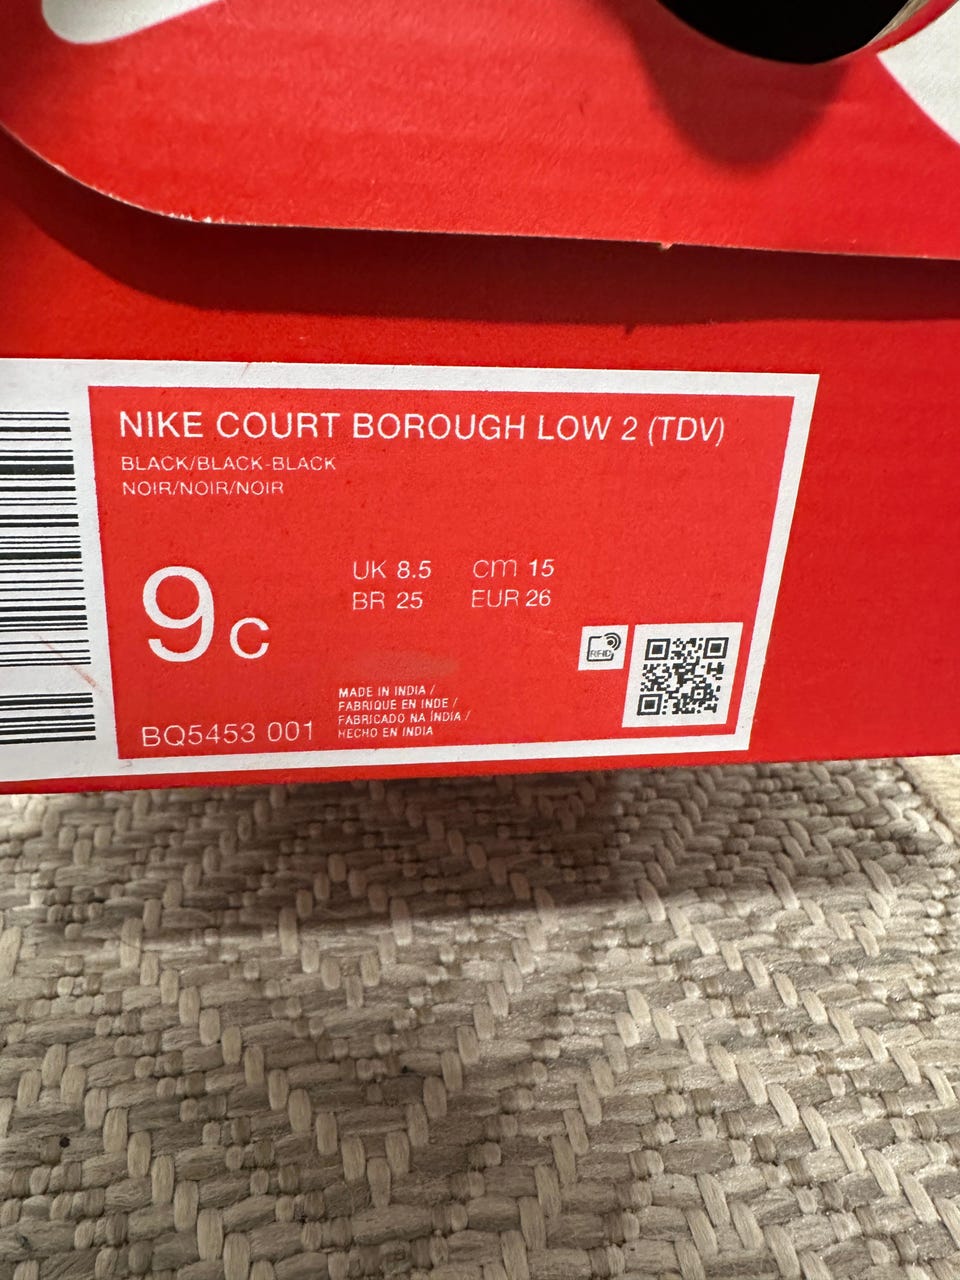 NIKE COURT BOROUGH LOW 2 (TDV)
BLACK/BLACK-BLACK
NOIR/NOIR/NOIR
9c
UK 8.5 cm 15
BR 25 EUR 26
RFID
MADE IN INDIA /
FABRIQUE EN INDE /
FABRICADO NA ÍNDIA /
HECHO EN INDIA
BQ5453 001